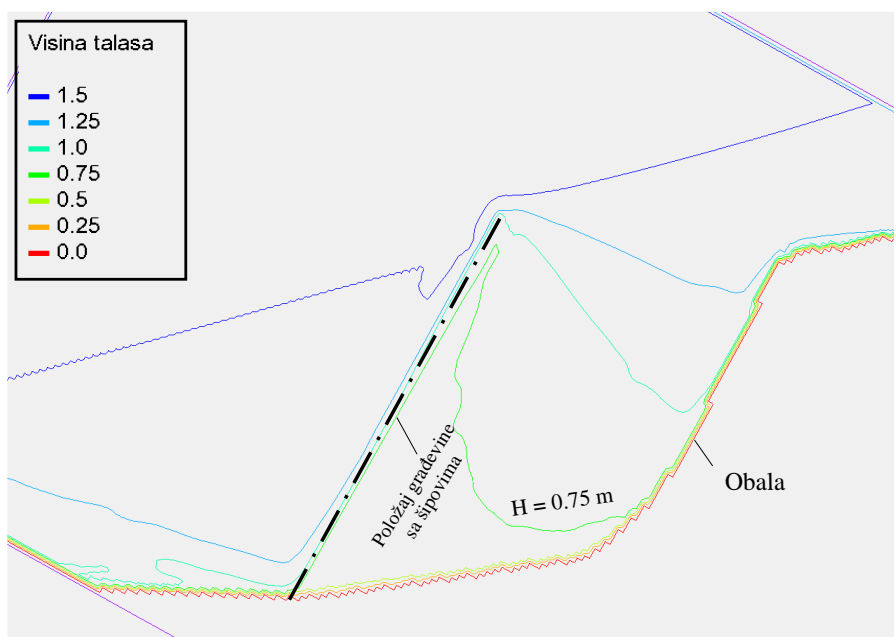 Visina talasa
1.5
1.25
1.0
0.75
0.5
0.25
0.0
Položaj građevine
sa šipovima
H = 0.75 m
Obala